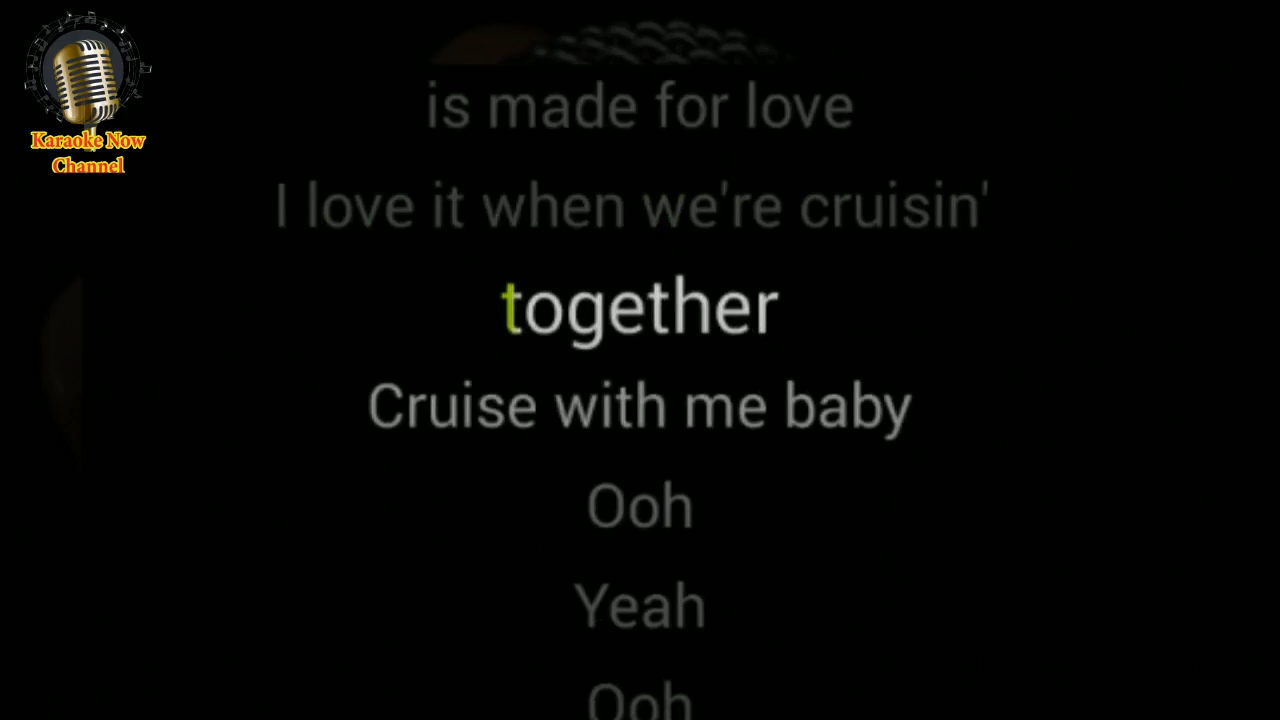 Karaoke Now
Channel
is made for love
I love it when we're cruisin'
together
Cruise with me baby
Ooh
Yeah
Ooh